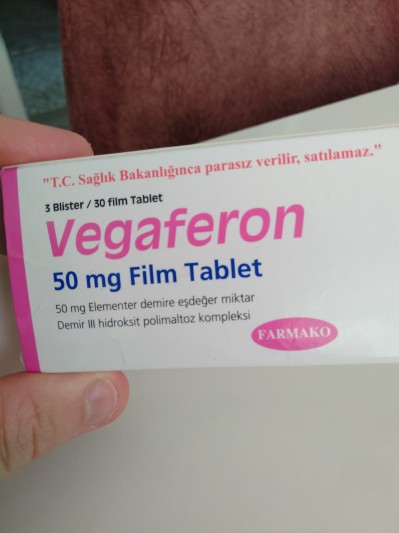 "T.C. Sağlık Bakanlığınca parasız verilir, satılamaz."
3 Blister / 30 film Tablet
Vegaferon
50 mg Film Tablet
50 mg Elementer demire eşdeğer miktar
Demir III hidroksit polimaltoz kompleksi
FARMAKO